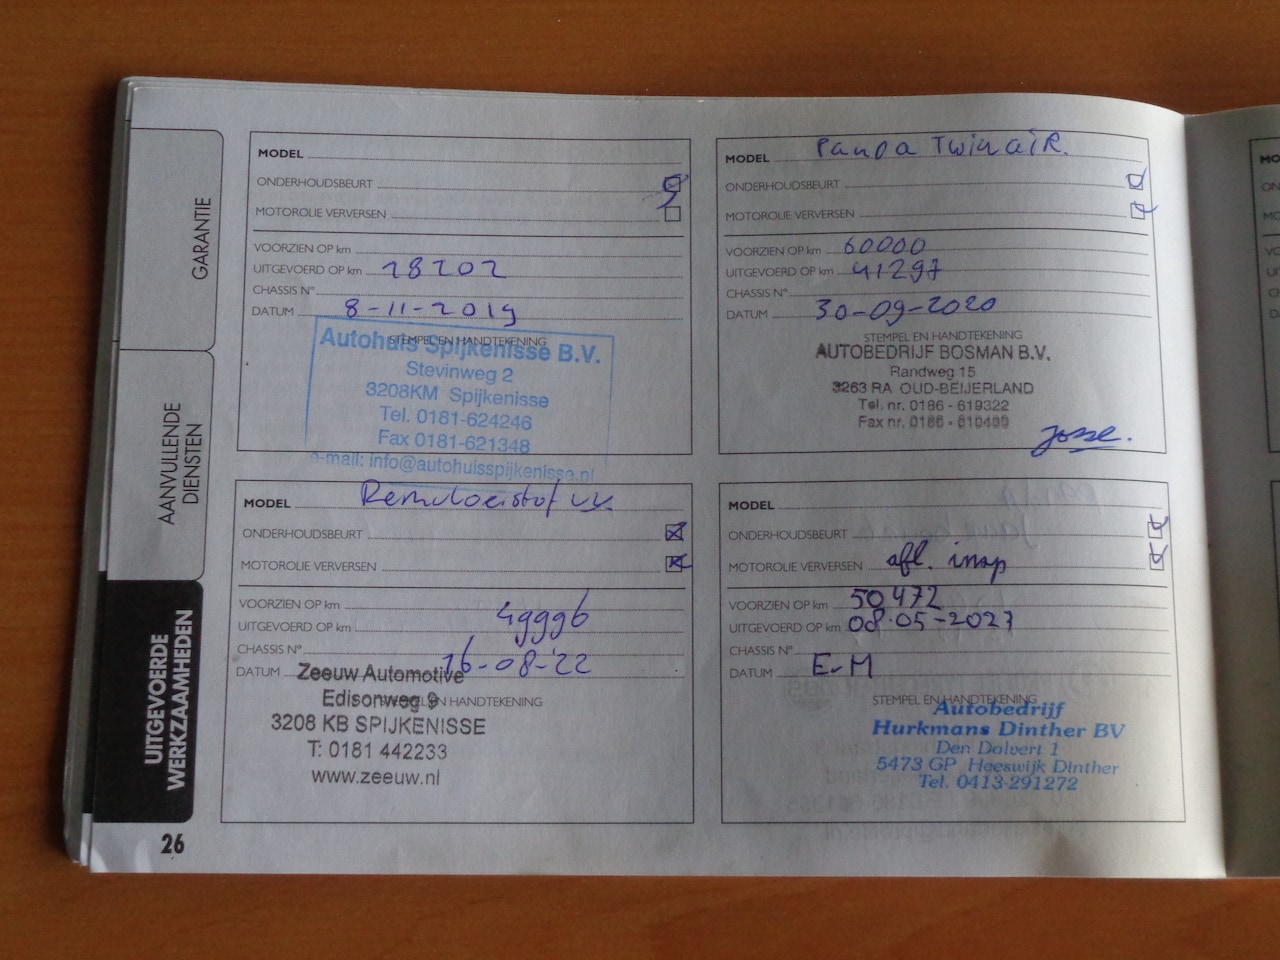 GARANTIE
AANVULLENDE
DIENSTEN
UITGEVOERDE
WERKZAAMHEDEN
26
MODEL
ONDERHOUDSBEURT
MOTOROLIE VERVERSEN
VOORZIEN OP km
UITGEVOERD OP km 28202
CHASSIS N°
DATUM 8-11-2019
STEMPEL EN HANDTEKENING
Autohuis Spijkenisse B.V.
Stevinweg 2
3208KM Spijkenisse
Tel. 0181-624246
Fax 0181-621348
e-mail: info@autohuisspijkenisse.nl
MODEL Panda TwinaiR.
ONDERHOUDSBEURT
MOTOROLIE VERVERSEN
VOORZIEN OP km 60000
UITGEVOERD OP km 41297
CHASSIS N°
DATUM 30-09-2020
STEMPEL EN HANDTEKENING
AUTOBEDRIJF BOSMAN B.V.
Randweg 15
3263 RA OUD-BEIJERLAND
Tel. nr. 0186 - 619322
Fax nr. 0186 -
MODEL Remvloeistof vv.
ONDERHOUDSBEURT
MOTOROLIE VERVERSEN
VOORZIEN OP km
UITGEVOERD OP km 49996
CHASSIS N°
DATUM 16-08-'22
STEMPEL EN HANDTEKENING
Zeeuw Automotive
Edisonweg 9
3208 KB SPIJKENISSE
T: 0181 442233
www.zeeuw.nl
MODEL
ONDERHOUDSBEURT
MOTOROLIE VERVERSEN afl. insp
VOORZIEN OP km 50472
UITGEVOERD OP km 08-05-2023
CHASSIS N°
DATUM E-M
STEMPEL EN HANDTEKENING
Autobedrijf
Hurkmans Dinther BV
Den Dolvert 1
5473 GP Heeswijk Dinther
Tel. 0413-291272